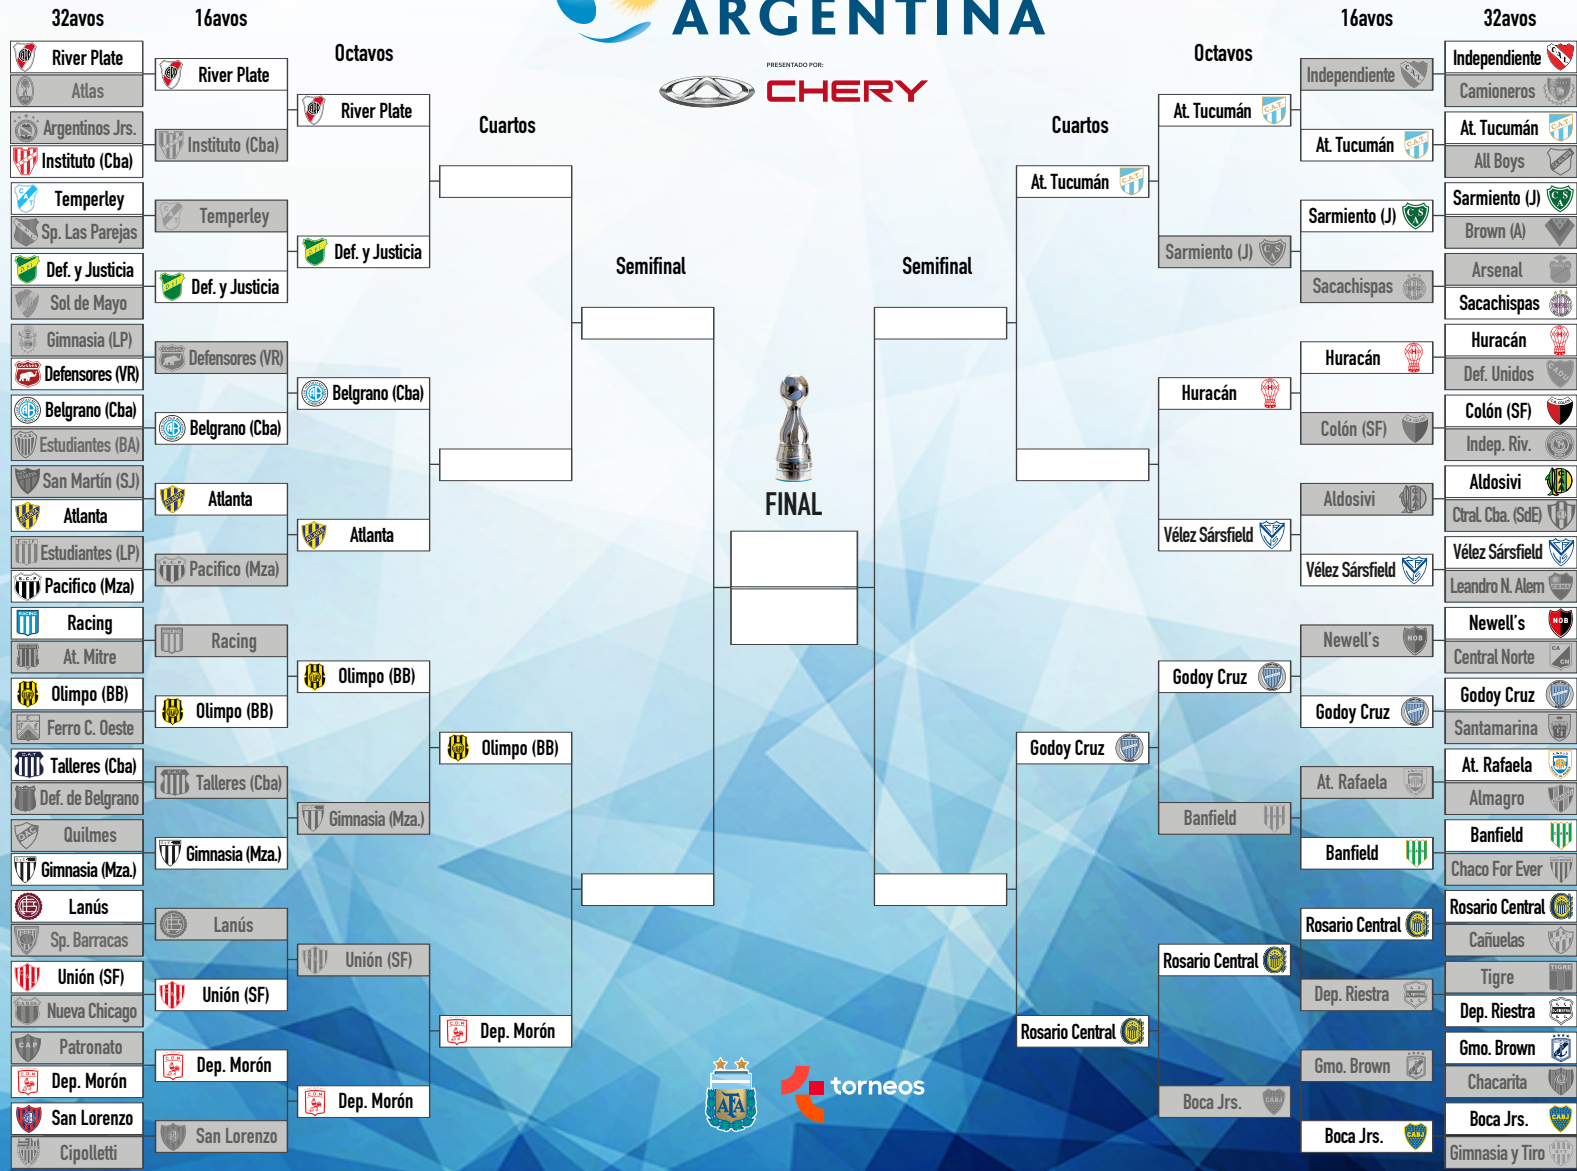 ARGENTINA
PRESENTADO POR:
CHERY
32avos
River Plate
Atlas
Argentinos Jrs.
Instituto (Cba)
Temperley
Sp. Las Parejas
Def. y Justicia
Sol de Mayo
Gimnasia (LP)
Defensores (VR)
Belgrano (Cba)
Estudiantes (BA)
San Martín (SJ)
Atlanta
Estudiantes (LP)
Pacifico (Mza)
Racing
At. Mitre
Olimpo (BB)
Ferro C. Oeste
Talleres (Cba)
Def. de Belgrano
Quilmes
Gimnasia (Mza.)
Lanús
Sp. Barracas
Unión (SF)
Nueva Chicago
Patronato
Dep. Morón
San Lorenzo
Cipolletti
16avos
River Plate
Instituto (Cba)
Temperley
Def. y Justicia
Defensores (VR)
Belgrano (Cba)
Atlanta
Pacifico (Mza)
Racing
Olimpo (BB)
Talleres (Cba)
Gimnasia (Mza.)
Lanús
Unión (SF)
Dep. Morón
San Lorenzo
Octavos
River Plate
Def. y Justicia
Belgrano (Cba)
Atlanta
Olimpo (BB)
Gimnasia (Mza.)
Unión (SF)
Dep. Morón
Cuartos
Olimpo (BB)
Dep. Morón
Semifinal
FINAL
AFA
torneos
Semifinal
Cuartos
At. Tucumán
Godoy Cruz
Rosario Central
Octavos
At. Tucumán
Sarmiento (J)
Huracán
Vélez Sársfield
Godoy Cruz
Banfield
Rosario Central
Boca Jrs.
16avos
Independiente
At. Tucumán
Sarmiento (J)
Sacachispas
Huracán
Colón (SF)
Aldosivi
Vélez Sársfield
Newell's
Godoy Cruz
At. Rafaela
Banfield
Rosario Central
Dep. Riestra
Gmo. Brown
Boca Jrs.
32avos
Independiente
Camioneros
At. Tucumán
All Boys
Sarmiento (J)
Brown (A)
Arsenal
Sacachispas
Huracán
Def. Unidos
Colón (SF)
Indep. Riv.
Aldosivi
Ctral. Cba. (SdE)
Vélez Sársfield
Leandro N. Alem
Newell's
Central Norte
Godoy Cruz
Santamarina
At. Rafaela
Almagro
Banfield
Chaco For Ever
Rosario Central
Cañuelas
Tigre
Dep. Riestra
Gmo. Brown
Chacarita
Boca Jrs.
Gimnasia y Tiro